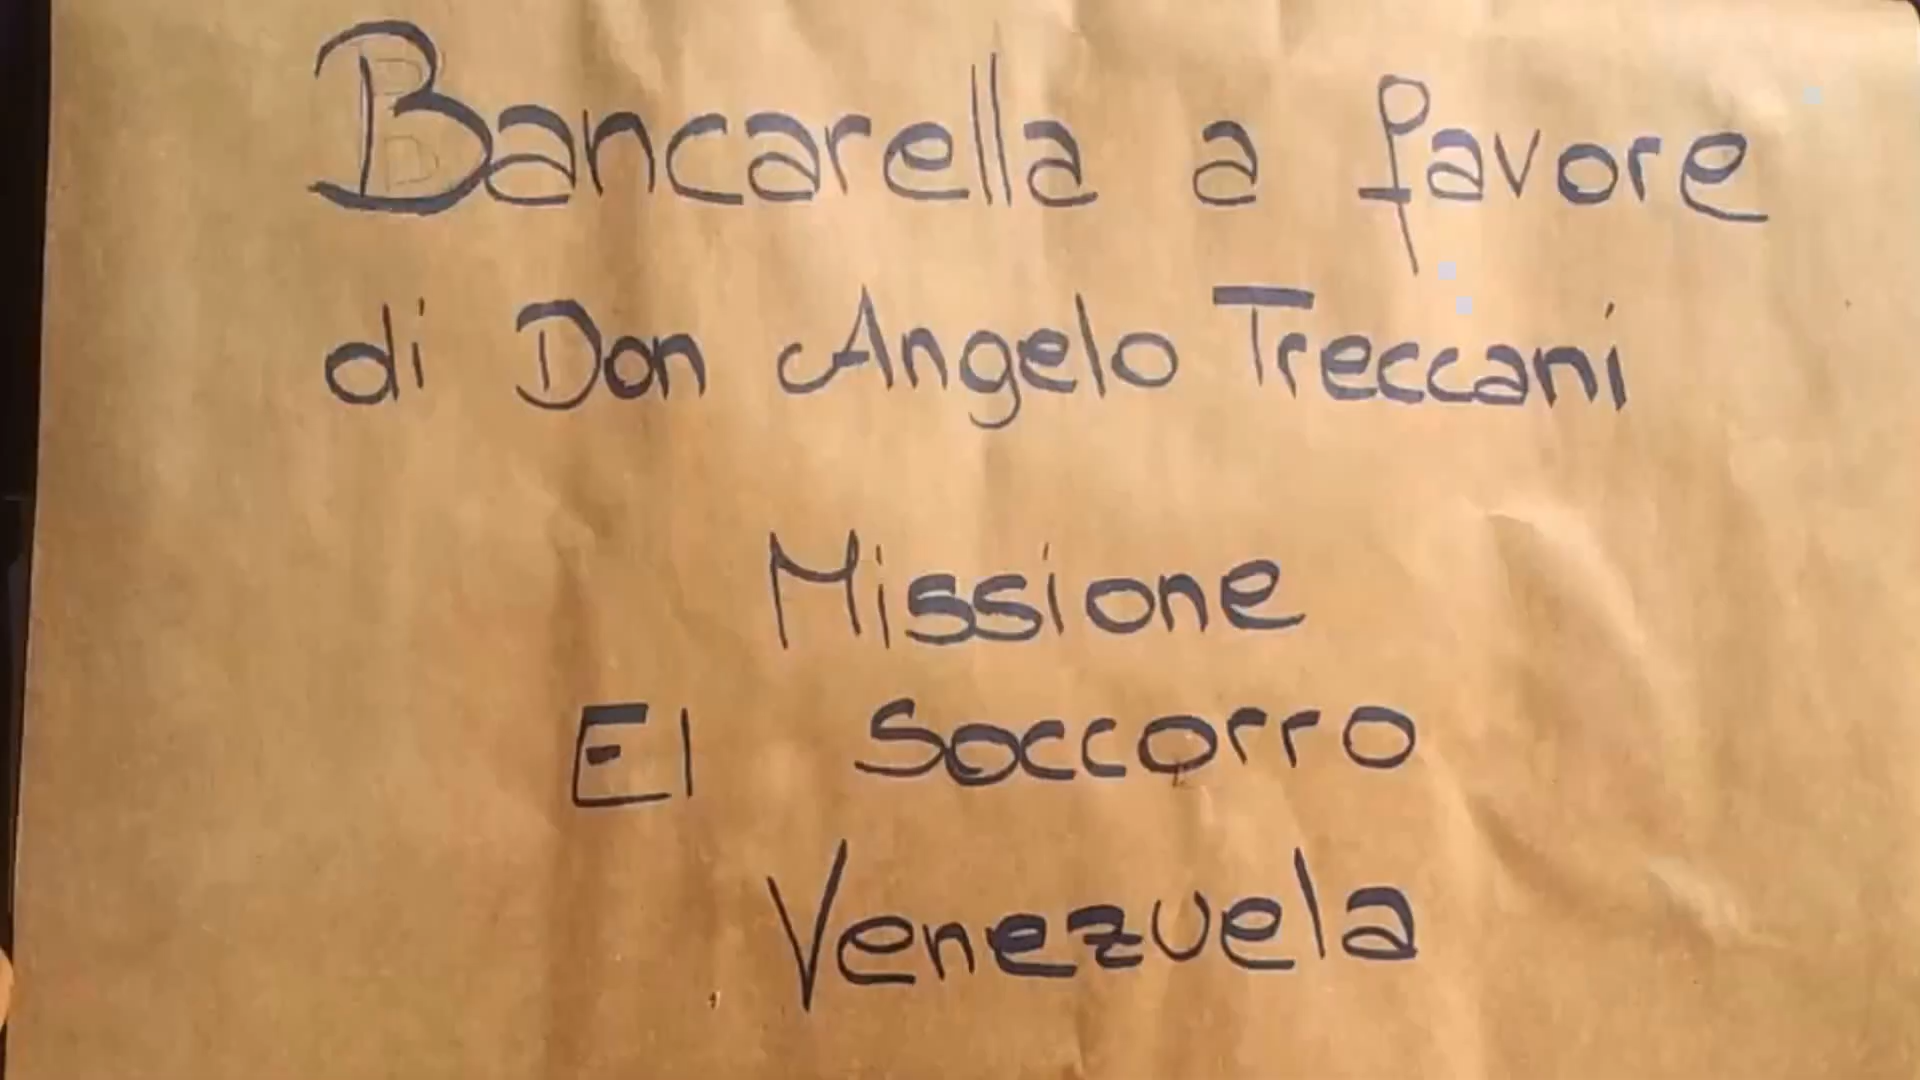 Bancarella a favore
di Don Angelo Treccani
Missione
El Soccorro
Venezuela